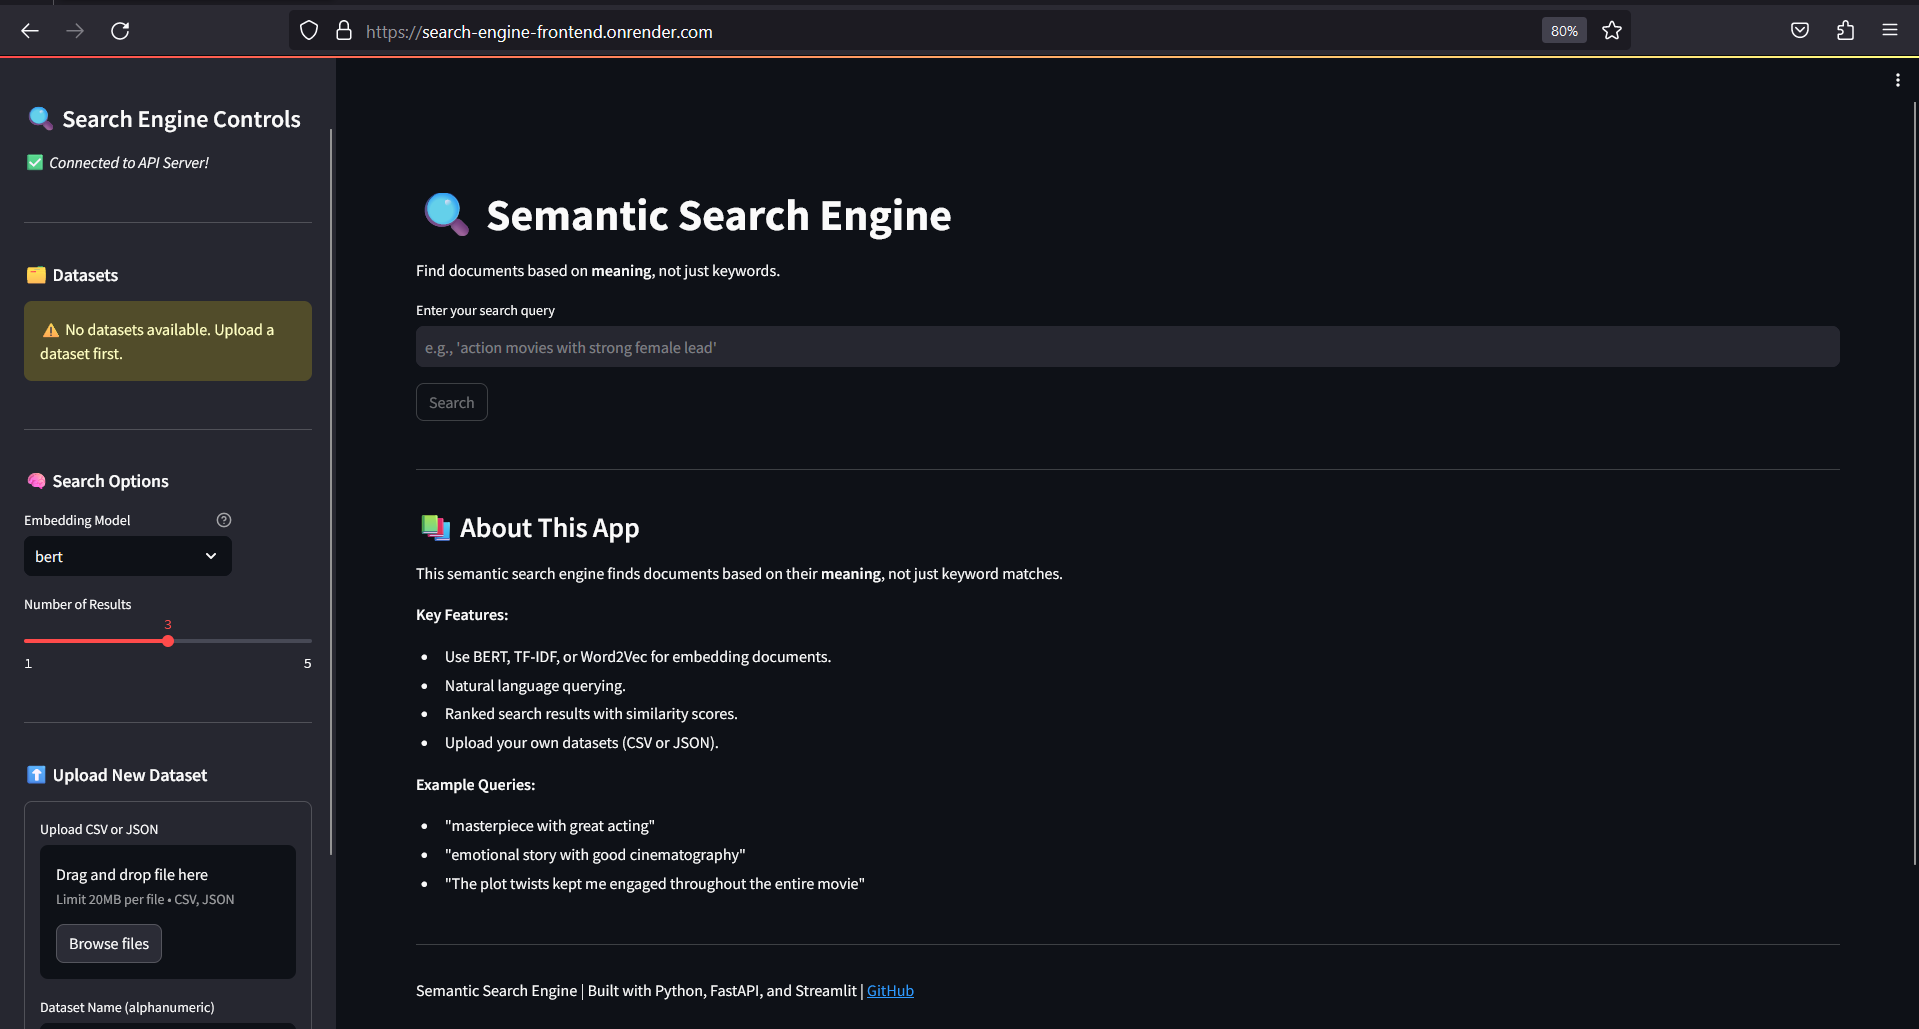 https://search-engine-frontend.onrender.com
80%
Search Engine Controls
Connected to API Server!
Datasets
No datasets available. Upload a
dataset first.
Search Options
Embedding Model
bert
Number of Results
3
1
5
Upload New Dataset
Upload CSV or JSON
Drag and drop file here
Limit 20MB per file • CSV, JSON
Browse files
Dataset Name (alphanumeric)
Semantic Search Engine
Find documents based on meaning, not just keywords.
Enter your search query
e.g., 'action movies with strong female lead'
Search
About This App
This semantic search engine finds documents based on their meaning, not just keyword matches.
Key Features:
• Use BERT, TF-IDF, or Word2Vec for embedding documents.
• Natural language querying.
• Ranked search results with similarity scores.
• Upload your own datasets (CSV or JSON).
Example Queries:
• "masterpiece with great acting"
• "emotional story with good cinematography"
• "The plot twists kept me engaged throughout the entire movie"
Semantic Search Engine | Built with Python, FastAPI, and Streamlit | GitHub